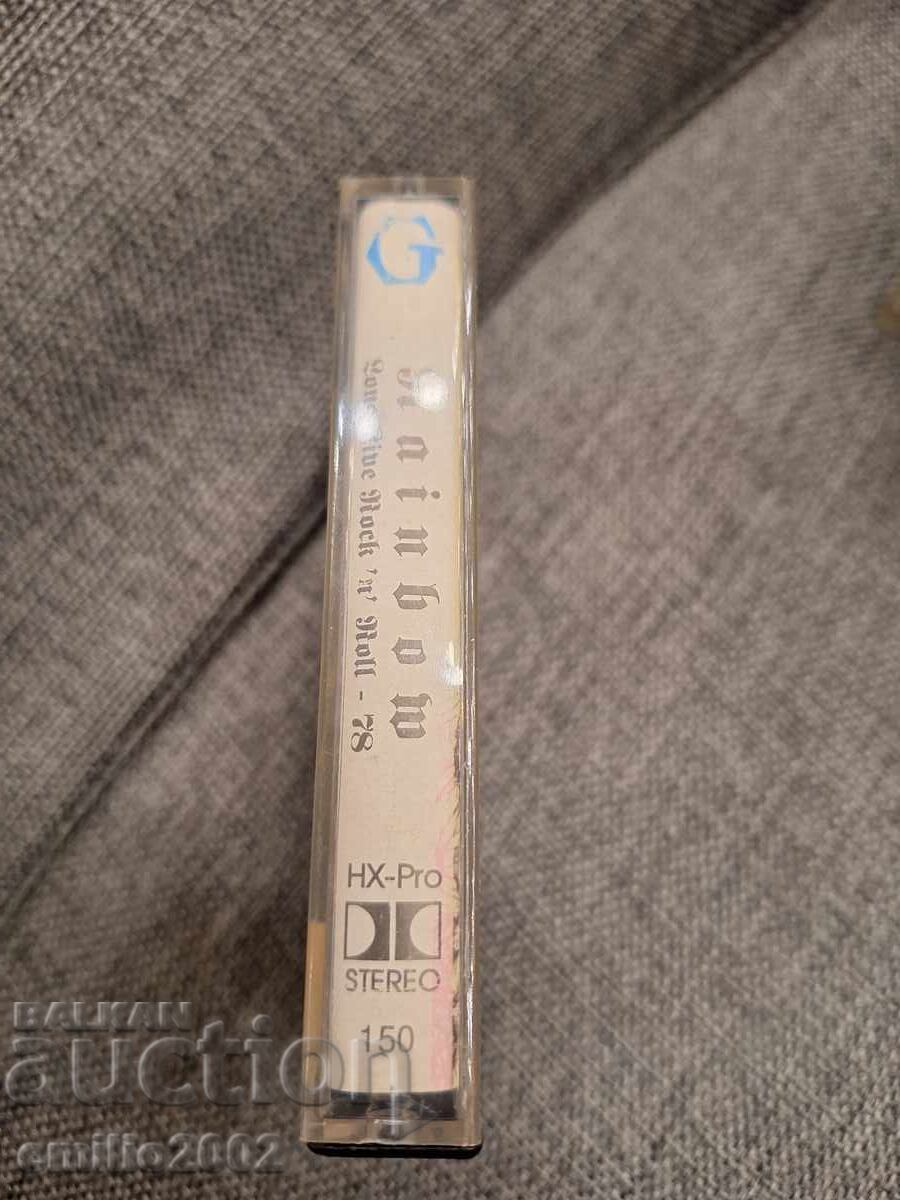 G
Rainbow
Long Live Rock 'n' Roll - 78
HX-Pro
STEREO
150
BALKAN
auction
emilio2002